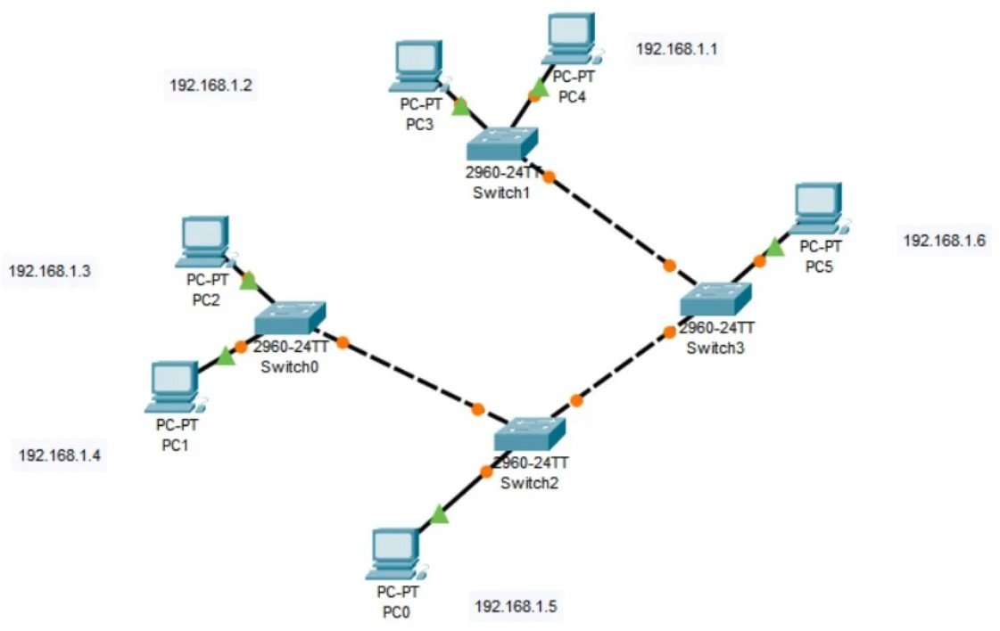 192.168.1.1
PC-PT
PC4
192.168.1.2
PC-PT
PC3
2960-24TT
Switch1
192.168.1.6
PC-PT
PC5
192.168.1.3
PC-PT
PC2
2960-24TT
Switch3
2960-24TT
Switch0
PC-PT
PC1
192.168.1.4
2960-24TT
Switch2
PC-PT
PC0
192.168.1.5